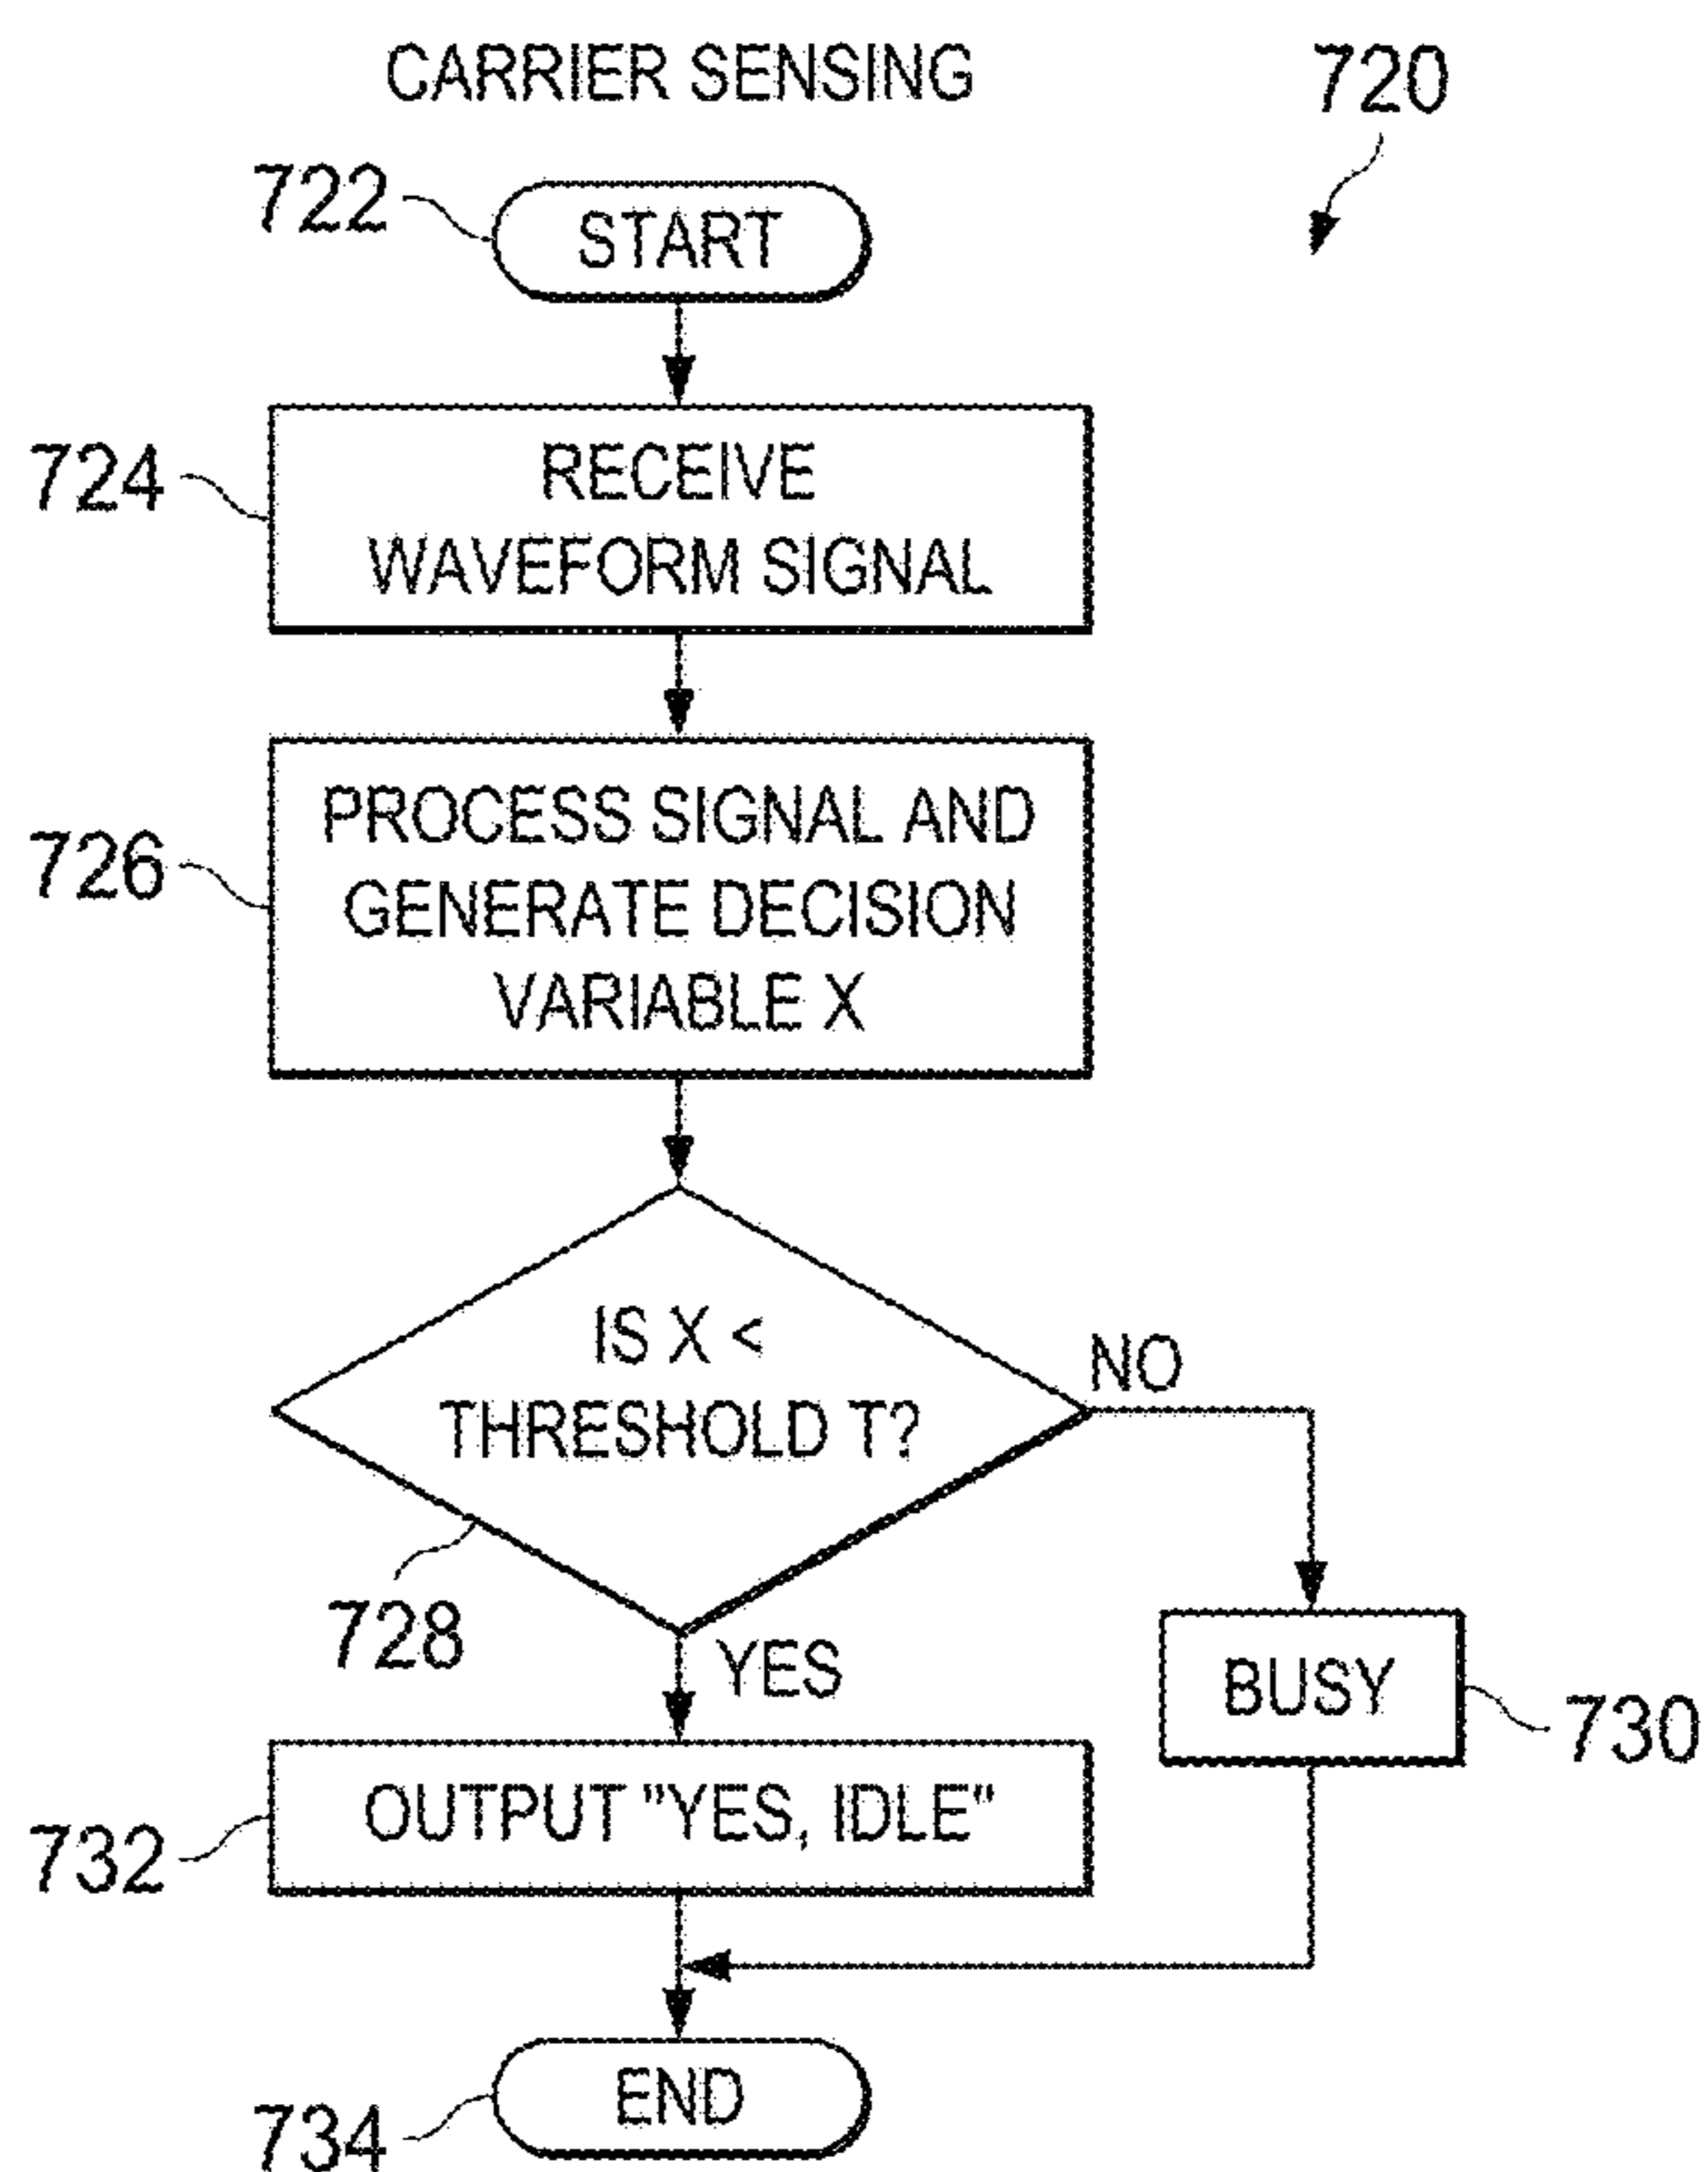 CARRIER SENSING
720
722
START
724
RECEIVE
WAVEFORM SIGNAL
726
PROCESS SIGNAL AND
GENERATE DECISION
VARIABLE X
IS X <
THRESHOLD T?
NO
728
YES
BUSY
730
732
OUTPUT "YES, IDLE"
END
734